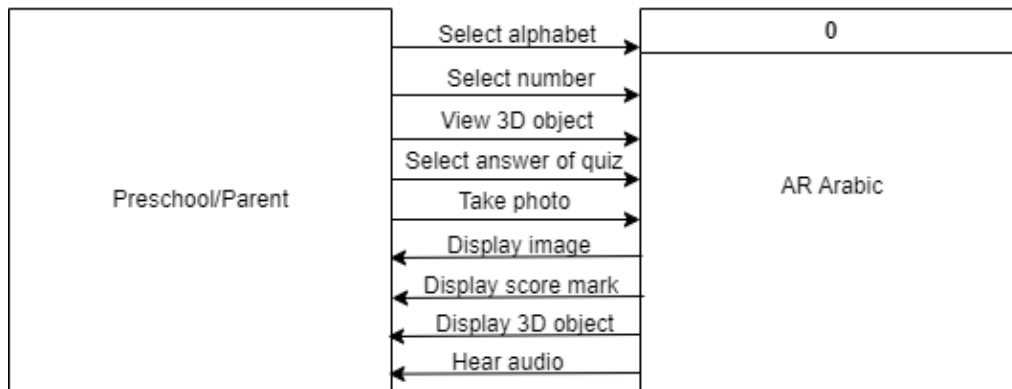 Select alphabet
0
Select number
View 3D object
Select answer of quiz
Preschool/Parent
AR Arabic
Take photo
Display image
Display score mark
Display 3D object
Hear audio